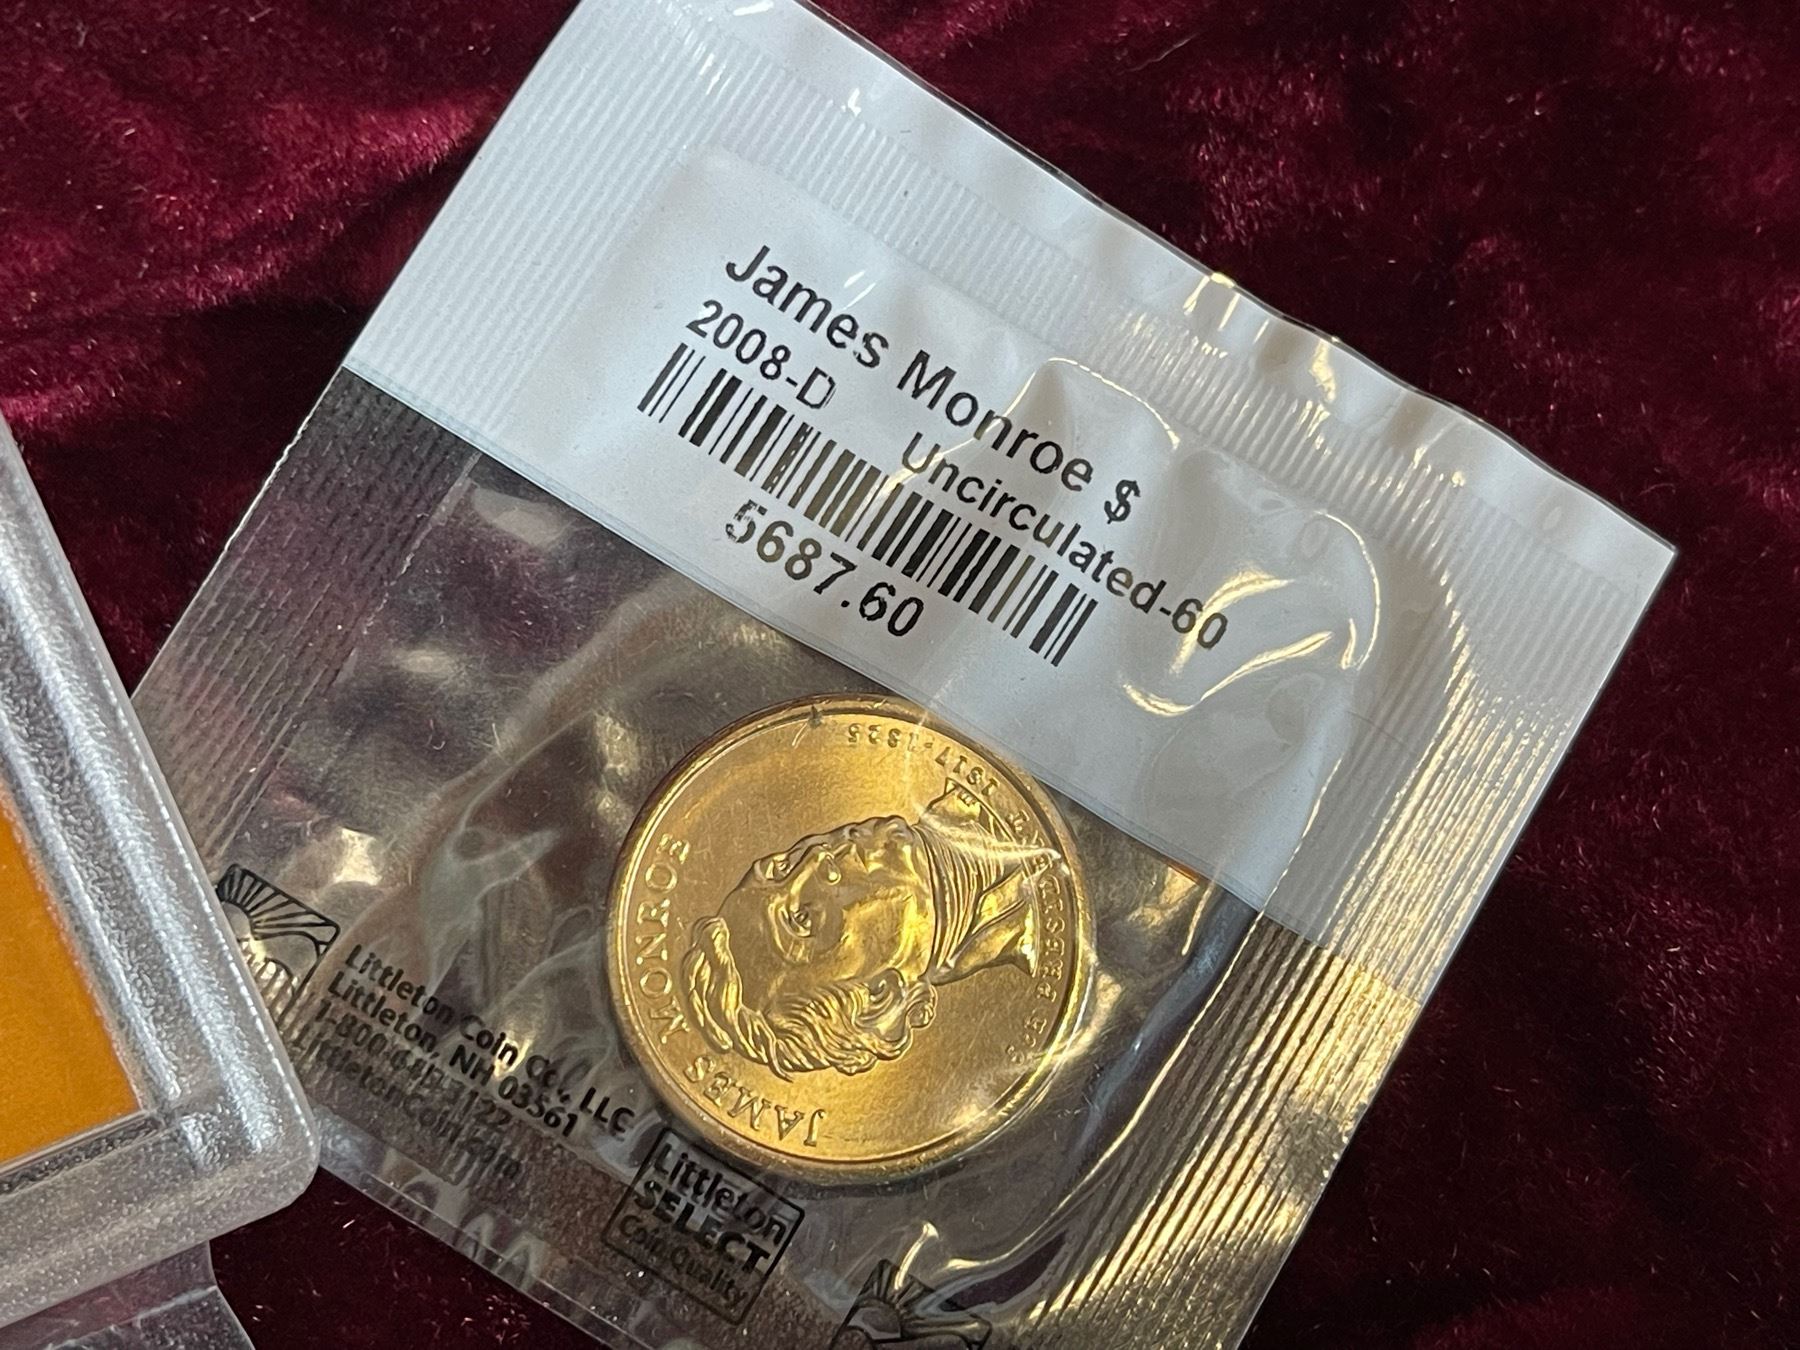 James Monroe $
2008-D
Uncirculated-60
5687.60
JAMES MONROE
5th PRESIDENT 1817-1825
Littleton Coin Co., LLC
Littleton, NH 03561
LittletonCoin.com
Littleton
SELECT
Coin Quality